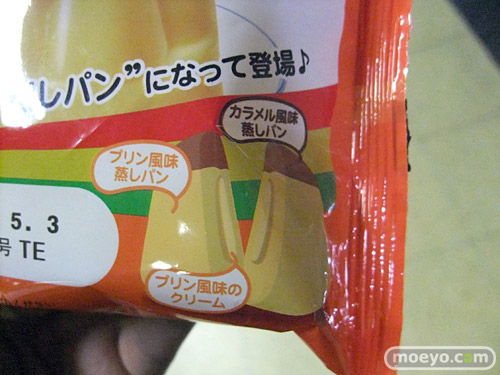 しパン”になって登場♪
カラメル風味
蒸しパン
プリン風味
蒸しパン
5. 3
号 TE
プリン風味の
クリーム
moeyo.com